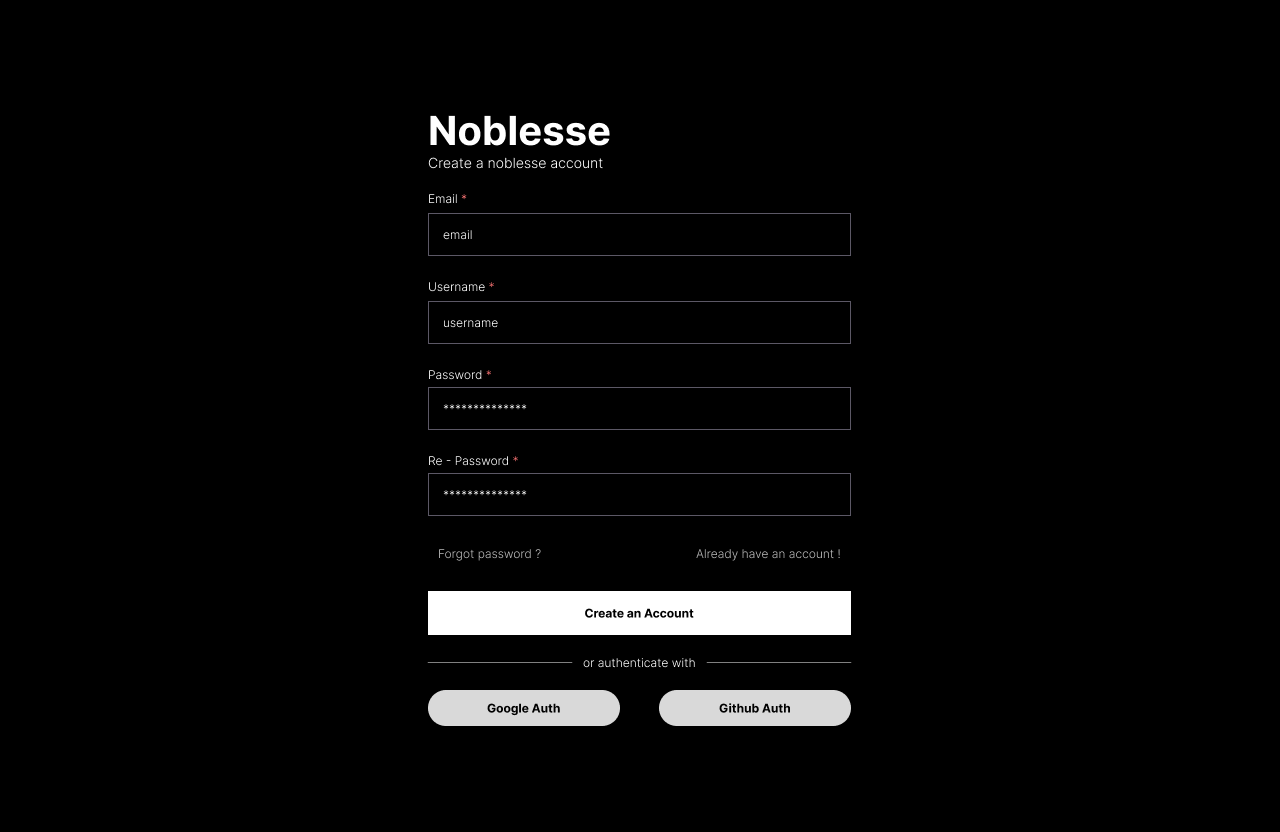 Noblesse
Create a noblesse account
Email *
email
Username *
username
Password *
**************
Re - Password *
**************
Forgot password ? Already have an account !
Create an Account
or authenticate with
Google Auth Github Auth